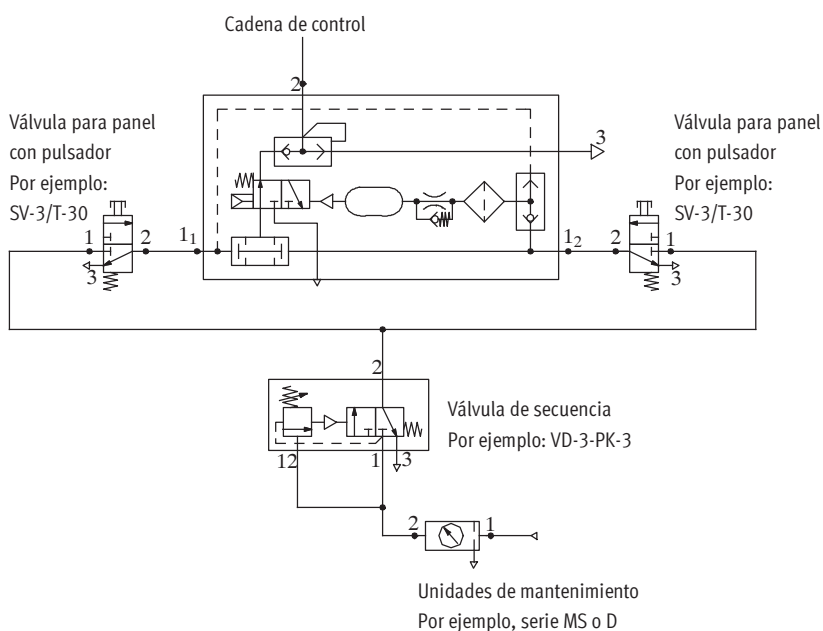 Cadena de control
2
Válvula para panel
con pulsador
Por ejemplo:
SV-3/T-30
3
Válvula para panel
con pulsador
Por ejemplo:
SV-3/T-30
1
2
1₁
1₂
2
1
3
3
2
Válvula de secuencia
Por ejemplo: VD-3-PK-3
12
1
3
2
1
Unidades de mantenimiento
Por ejemplo, serie MS o D